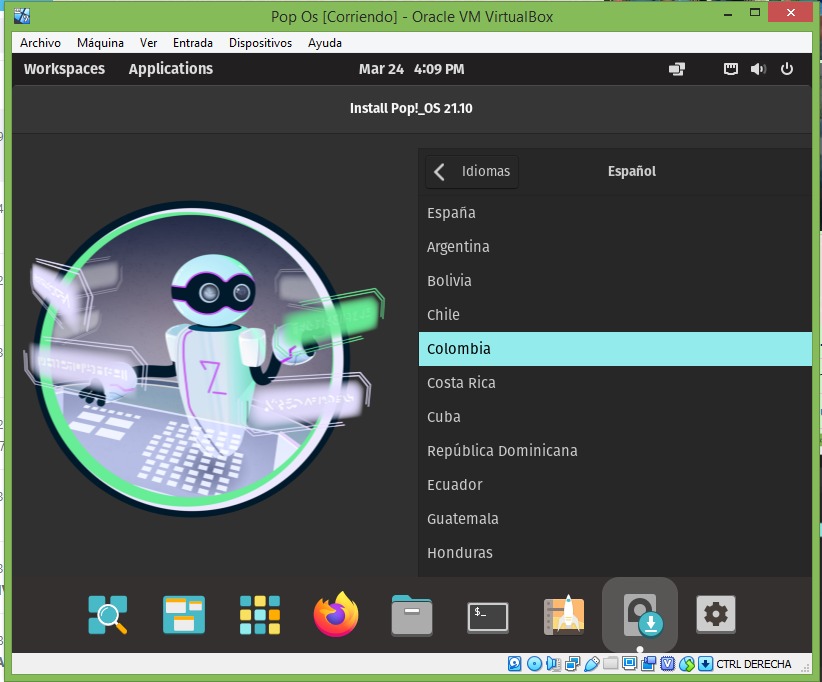 Pop Os [Corriendo] - Oracle VM VirtualBox
Archivo Máquina Ver Entrada Dispositivos Ayuda
Workspaces Applications Mar 24 4:09 PM
Install Pop!_OS 21.10
Idiomas Español
España
Argentina
Bolivia
Chile
Colombia
Costa Rica
Cuba
República Dominicana
Ecuador
Guatemala
Honduras
CTRL DERECHA